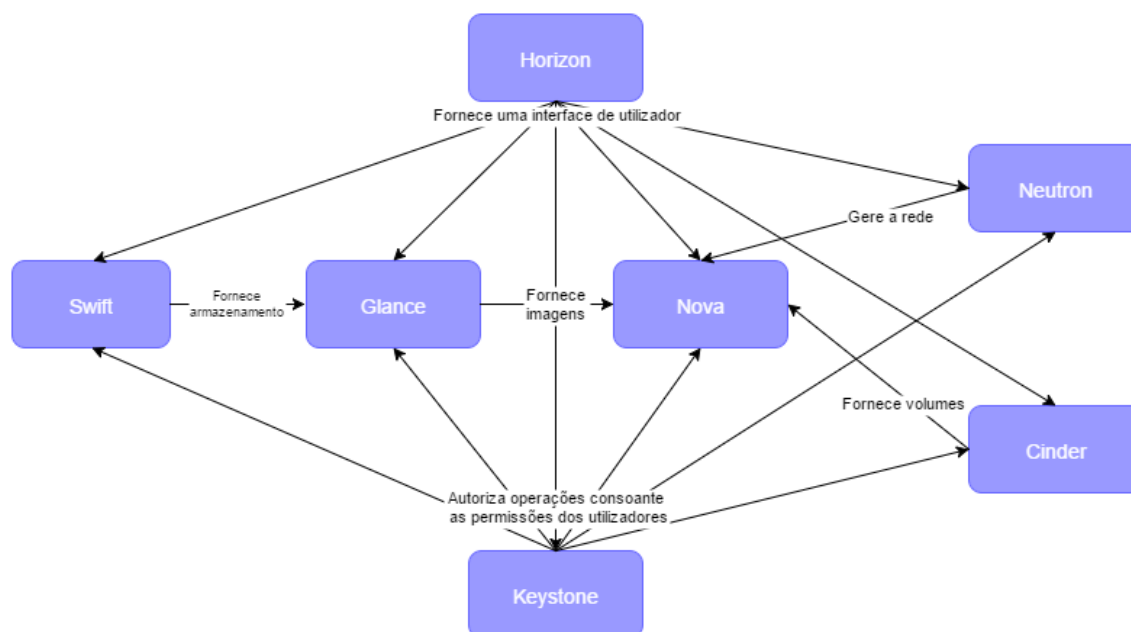 Horizon
Fornece uma interface de utilizador
Neutron
Gere a rede
Swift
Fornece
armazenamento
Glance
Fornece
imagens
Nova
Fornece volumes
Cinder
Autoriza operações consoante
as permissões dos utilizadores
Keystone